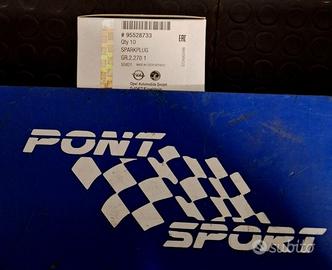 # 95528733
Qty 10
SPARKPLUG
GR.2.270 1
Opel Automobile GmbH
PONT
SPORT
subito